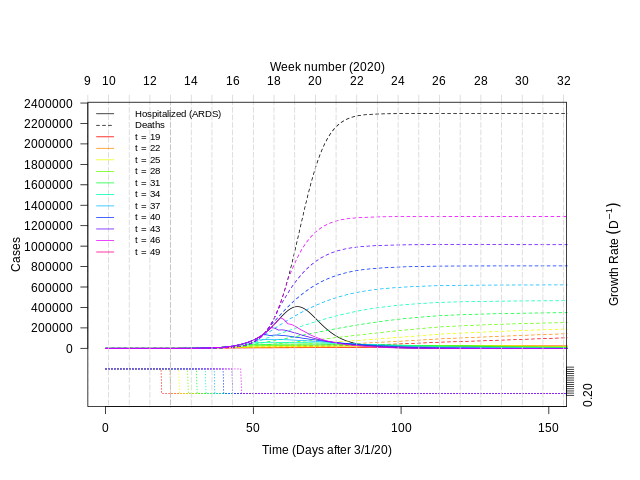 Week number (2020)
9 10 12 14 16 18 20 22 24 26 28 30 32
2400000
2200000
2000000
1800000
1600000
1400000
1200000
1000000
800000
600000
400000
200000
0
Cases
Hospitalized (ARDS)
Deaths
t = 19
t = 22
t = 25
t = 28
t = 31
t = 34
t = 37
t = 40
t = 43
t = 46
t = 49
Growth Rate (D⁻¹)
0.20
0 50 100 150
Time (Days after 3/1/20)